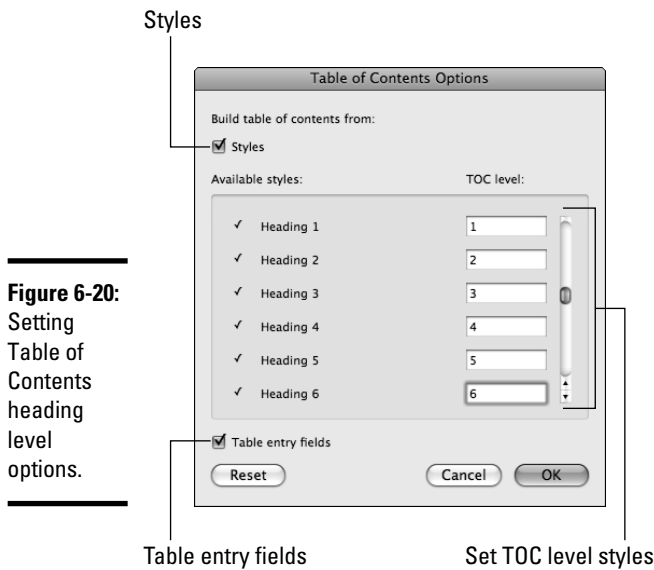 Styles
Table of Contents Options
Build table of contents from:
Styles
Available styles:
TOC level:
Heading 1
1
Heading 2
2
Heading 3
3
Heading 4
4
Heading 5
5
Heading 6
6
Table entry fields
Reset
Cancel
OK
Figure 6-20:
Setting
Table of
Contents
heading
level
options.
Table entry fields
Set TOC level styles